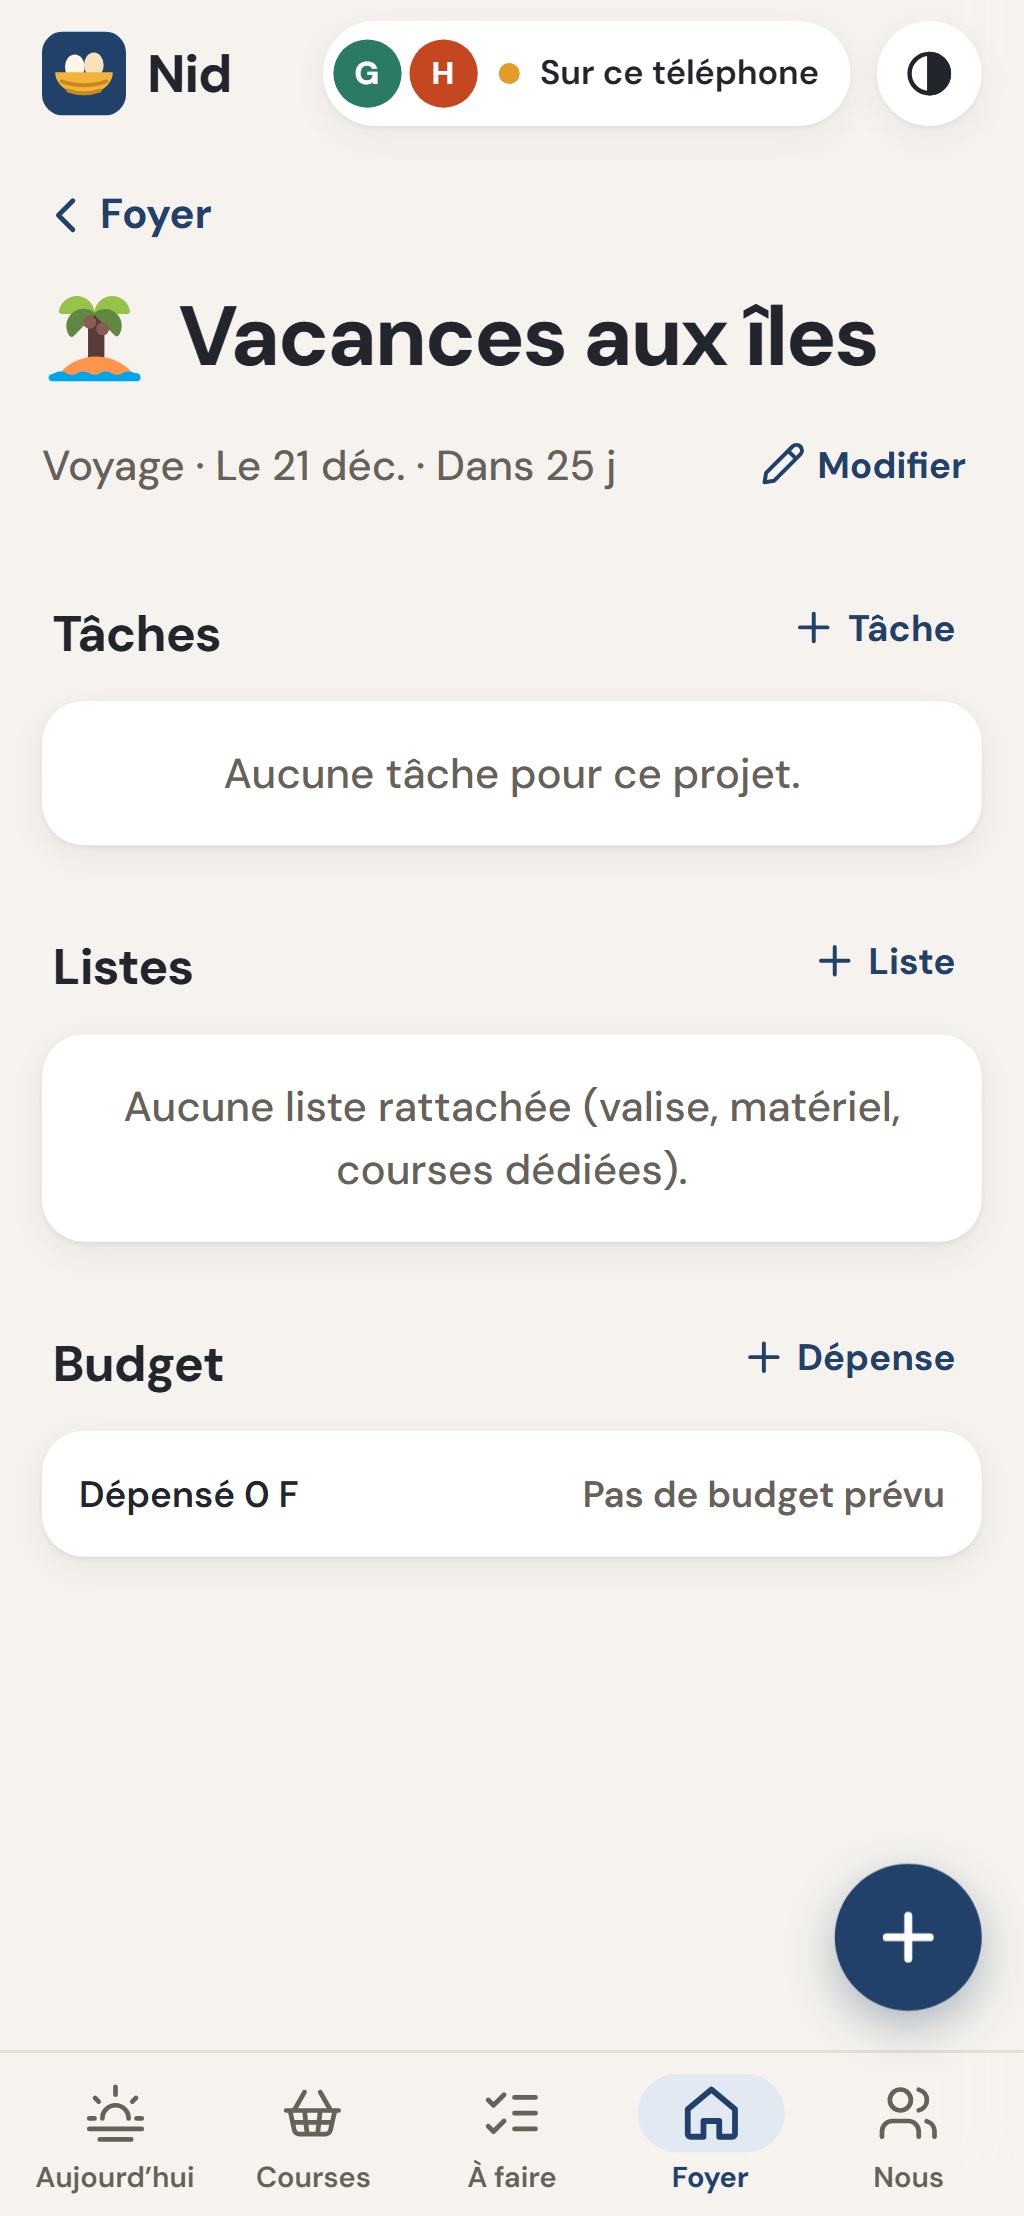 Nid
G H Sur ce téléphone
Foyer
Vacances aux îles
Voyage · Le 21 déc. · Dans 25 j
Modifier
Tâches
+ Tâche
Aucune tâche pour ce projet.
Listes
+ Liste
Aucune liste rattachée (valise, matériel,
courses dédiées).
Budget
+ Dépense
Dépensé 0 F
Pas de budget prévu
Aujourd’hui
Courses
À faire
Foyer
Nous